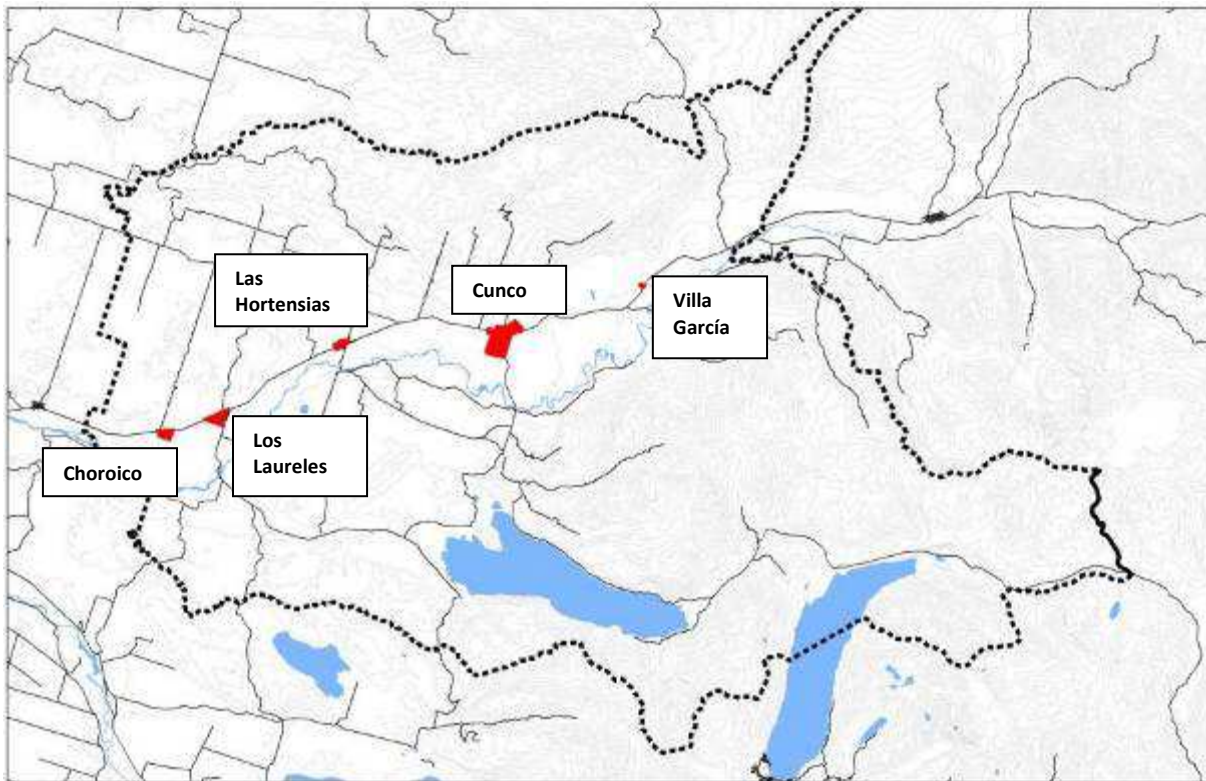 Las
Hortensias
Cunco
Villa
García
Los
Laureles
Choroico